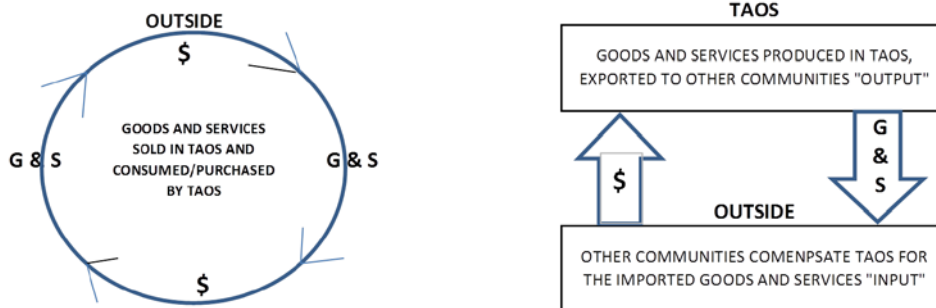 OUTSIDE
$
GOODS AND SERVICES
SOLD IN TAOS AND
CONSUMED/PURCHASED
BY TAOS
G & S
G & S
$
TAOS
GOODS AND SERVICES PRODUCED IN TAOS,
EXPORTED TO OTHER COMMUNITIES "OUTPUT"
$
G
&
S
OUTSIDE
OTHER COMMUNITIES COMENPSATE TAOS FOR
THE IMPORTED GOODS AND SERVICES "INPUT"